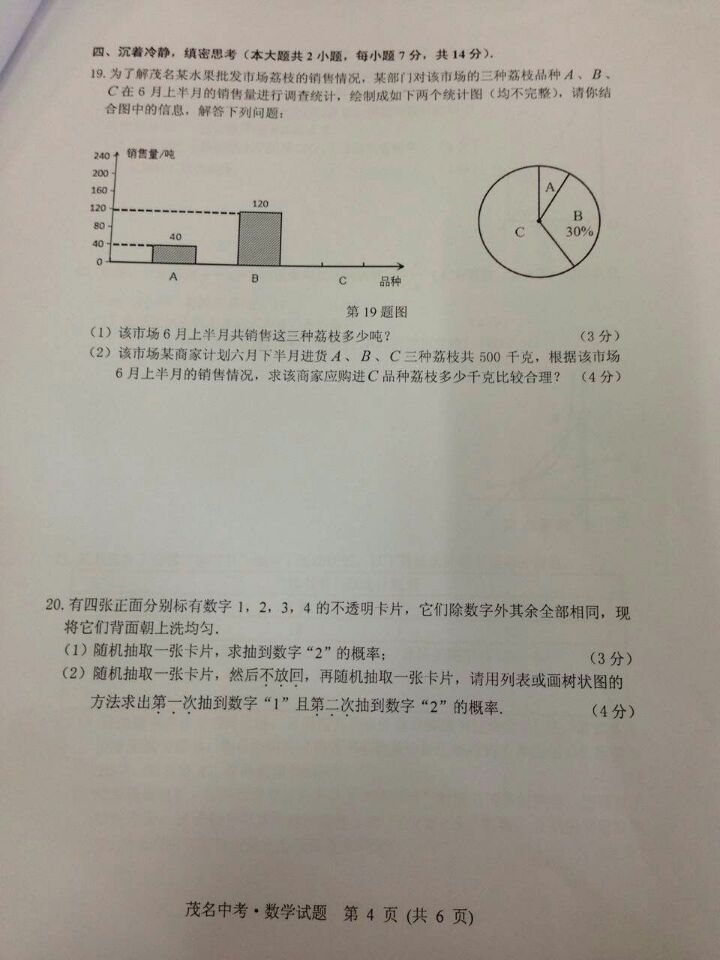 四、沉着冷静，缜密思考（本大题共2小题，每小题7分，共14分）.
19. 为了解茂名某水果批发市场荔枝的销售情况，某部门对该市场的三种荔枝品种A、B、
C在6月上半月的销售量进行调查统计，绘制成如下两个统计图（均不完整），请你结
合图中的信息，解答下列问题：
销售量/吨
240
200
160
120
80
40
0
40
120
A
B
C
品种
A
B
30%
C
第19题图
（1）该市场6月上半月共销售这三种荔枝多少吨？ （3分）
（2）该市场某商家计划六月下半月进货A、B、C三种荔枝共500千克，根据该市场
6月上半月的销售情况，求该商家应购进C品种荔枝多少千克比较合理？ （4分）
20. 有四张正面分别标有数字1，2，3，4的不透明卡片，它们除数字外其余全部相同，现
将它们背面朝上洗均匀.
（1）随机抽取一张卡片，求抽到数字“2”的概率； （3分）
（2）随机抽取一张卡片，然后不放回，再随机抽取一张卡片，请用列表或画树状图的
方法求出第一次抽到数字“1”且第二次抽到数字“2”的概率. （4分）
茂名中考·数学试题 第 4 页 (共 6 页)